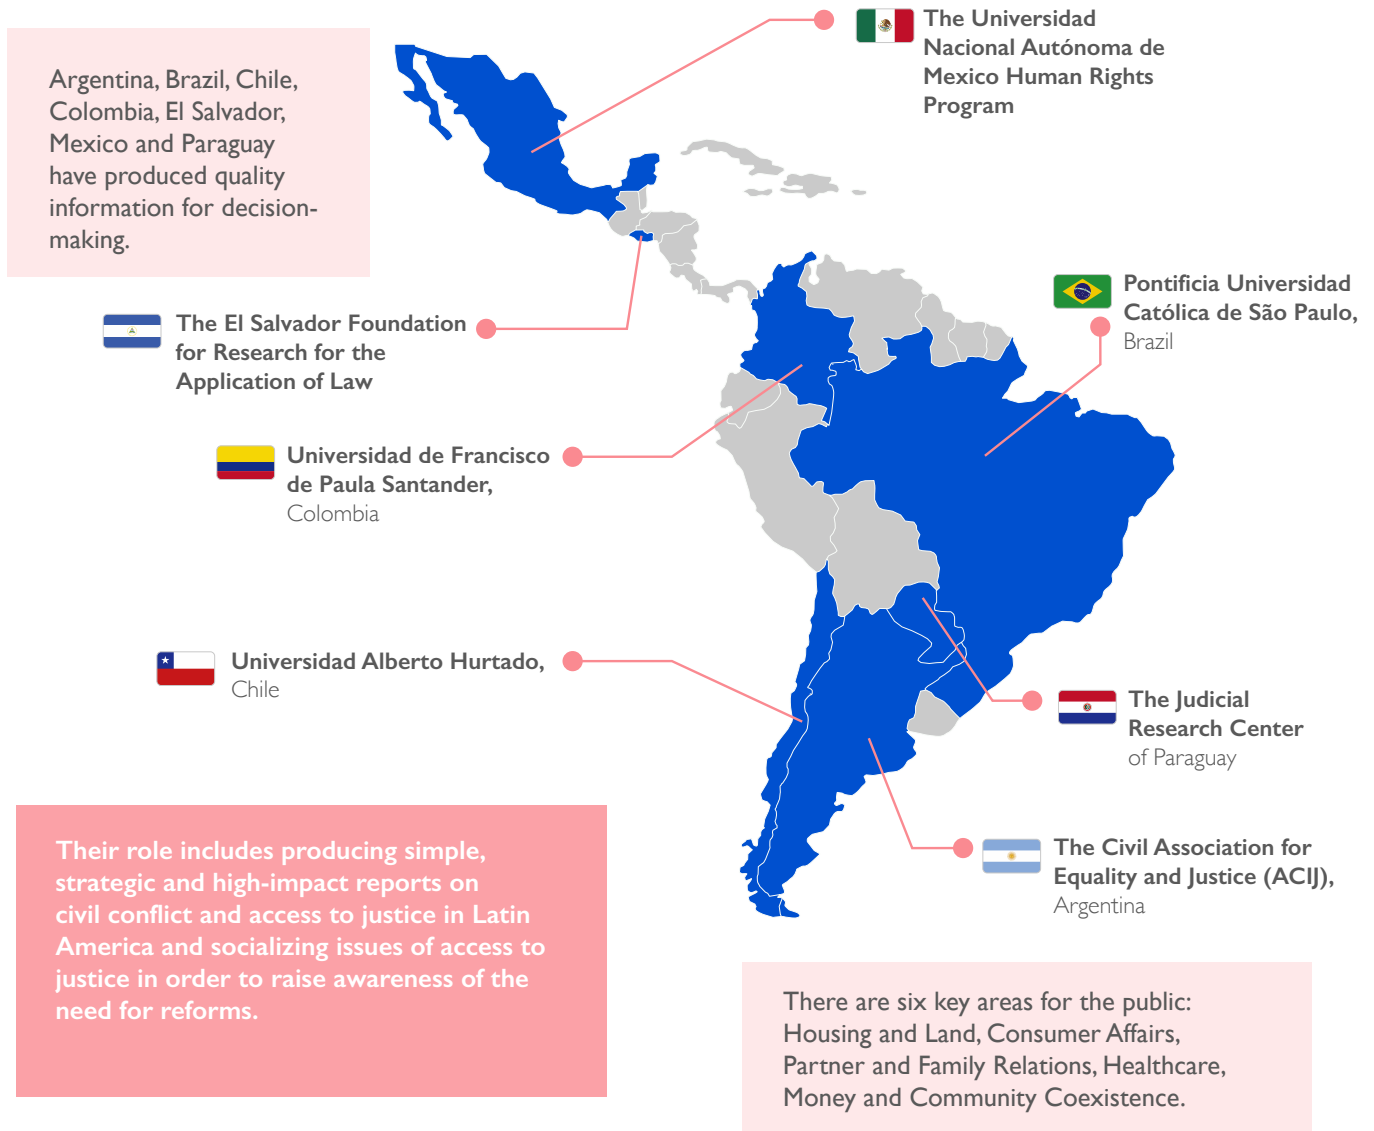 The Universidad
Nacional Autónoma de
Mexico Human Rights
Program
Argentina, Brazil, Chile,
Colombia, El Salvador,
Mexico and Paraguay
have produced quality
information for decision-
making.
Pontificia Universidad
Católica de São Paulo,
Brazil
The El Salvador Foundation
for Research for the
Application of Law
Universidad de Francisco
de Paula Santander,
Colombia
Universidad Alberto Hurtado,
Chile
The Judicial
Research Center
of Paraguay
The Civil Association for
Equality and Justice (ACIJ),
Argentina
Their role includes producing simple,
strategic and high-impact reports on
civil conflict and access to justice in Latin
America and socializing issues of access to
justice in order to raise awareness of the
need for reforms.
There are six key areas for the public:
Housing and Land, Consumer Affairs,
Partner and Family Relations, Healthcare,
Money and Community Coexistence.